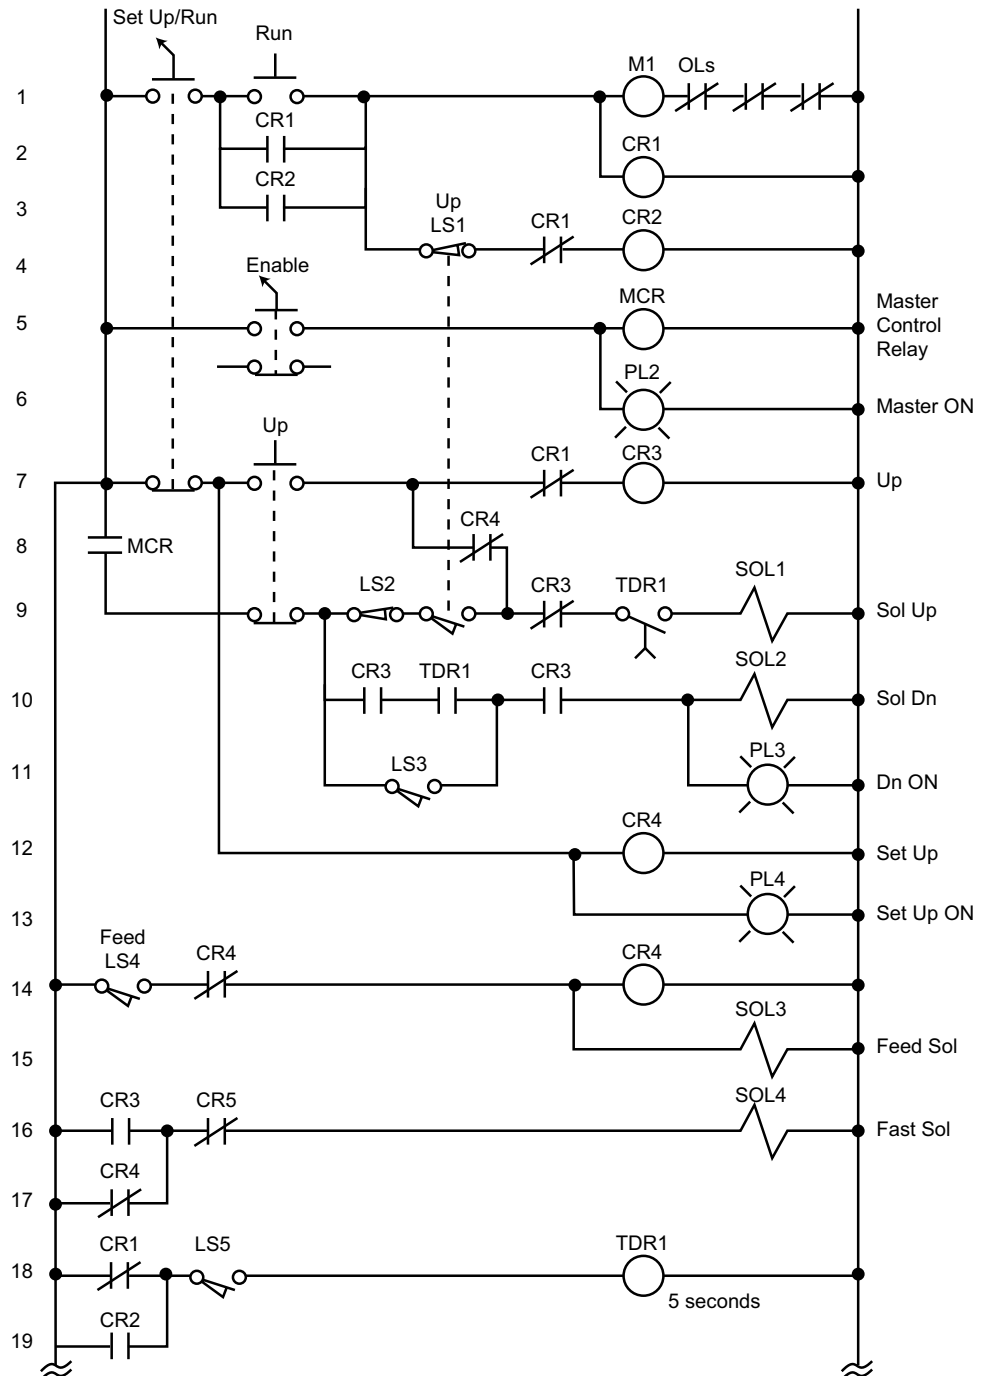 Set Up/Run
Run
M1
OLs
1
CR1
CR1
2
CR2
3
Up
LS1
CR1
CR2
4
Enable
MCR
5
Master
Control
Relay
PL2
6
Master ON
Up
CR1
CR3
7
Up
CR4
8
MCR
LS2
CR3
TDR1
SOL1
9
Sol Up
CR3
TDR1
CR3
SOL2
10
Sol Dn
LS3
PL3
11
Dn ON
CR4
12
Set Up
PL4
13
Set Up ON
Feed
LS4
CR4
CR4
14
SOL3
15
Feed Sol
CR3
CR5
SOL4
16
Fast Sol
CR4
17
CR1
LS5
TDR1
18
5 seconds
CR2
19